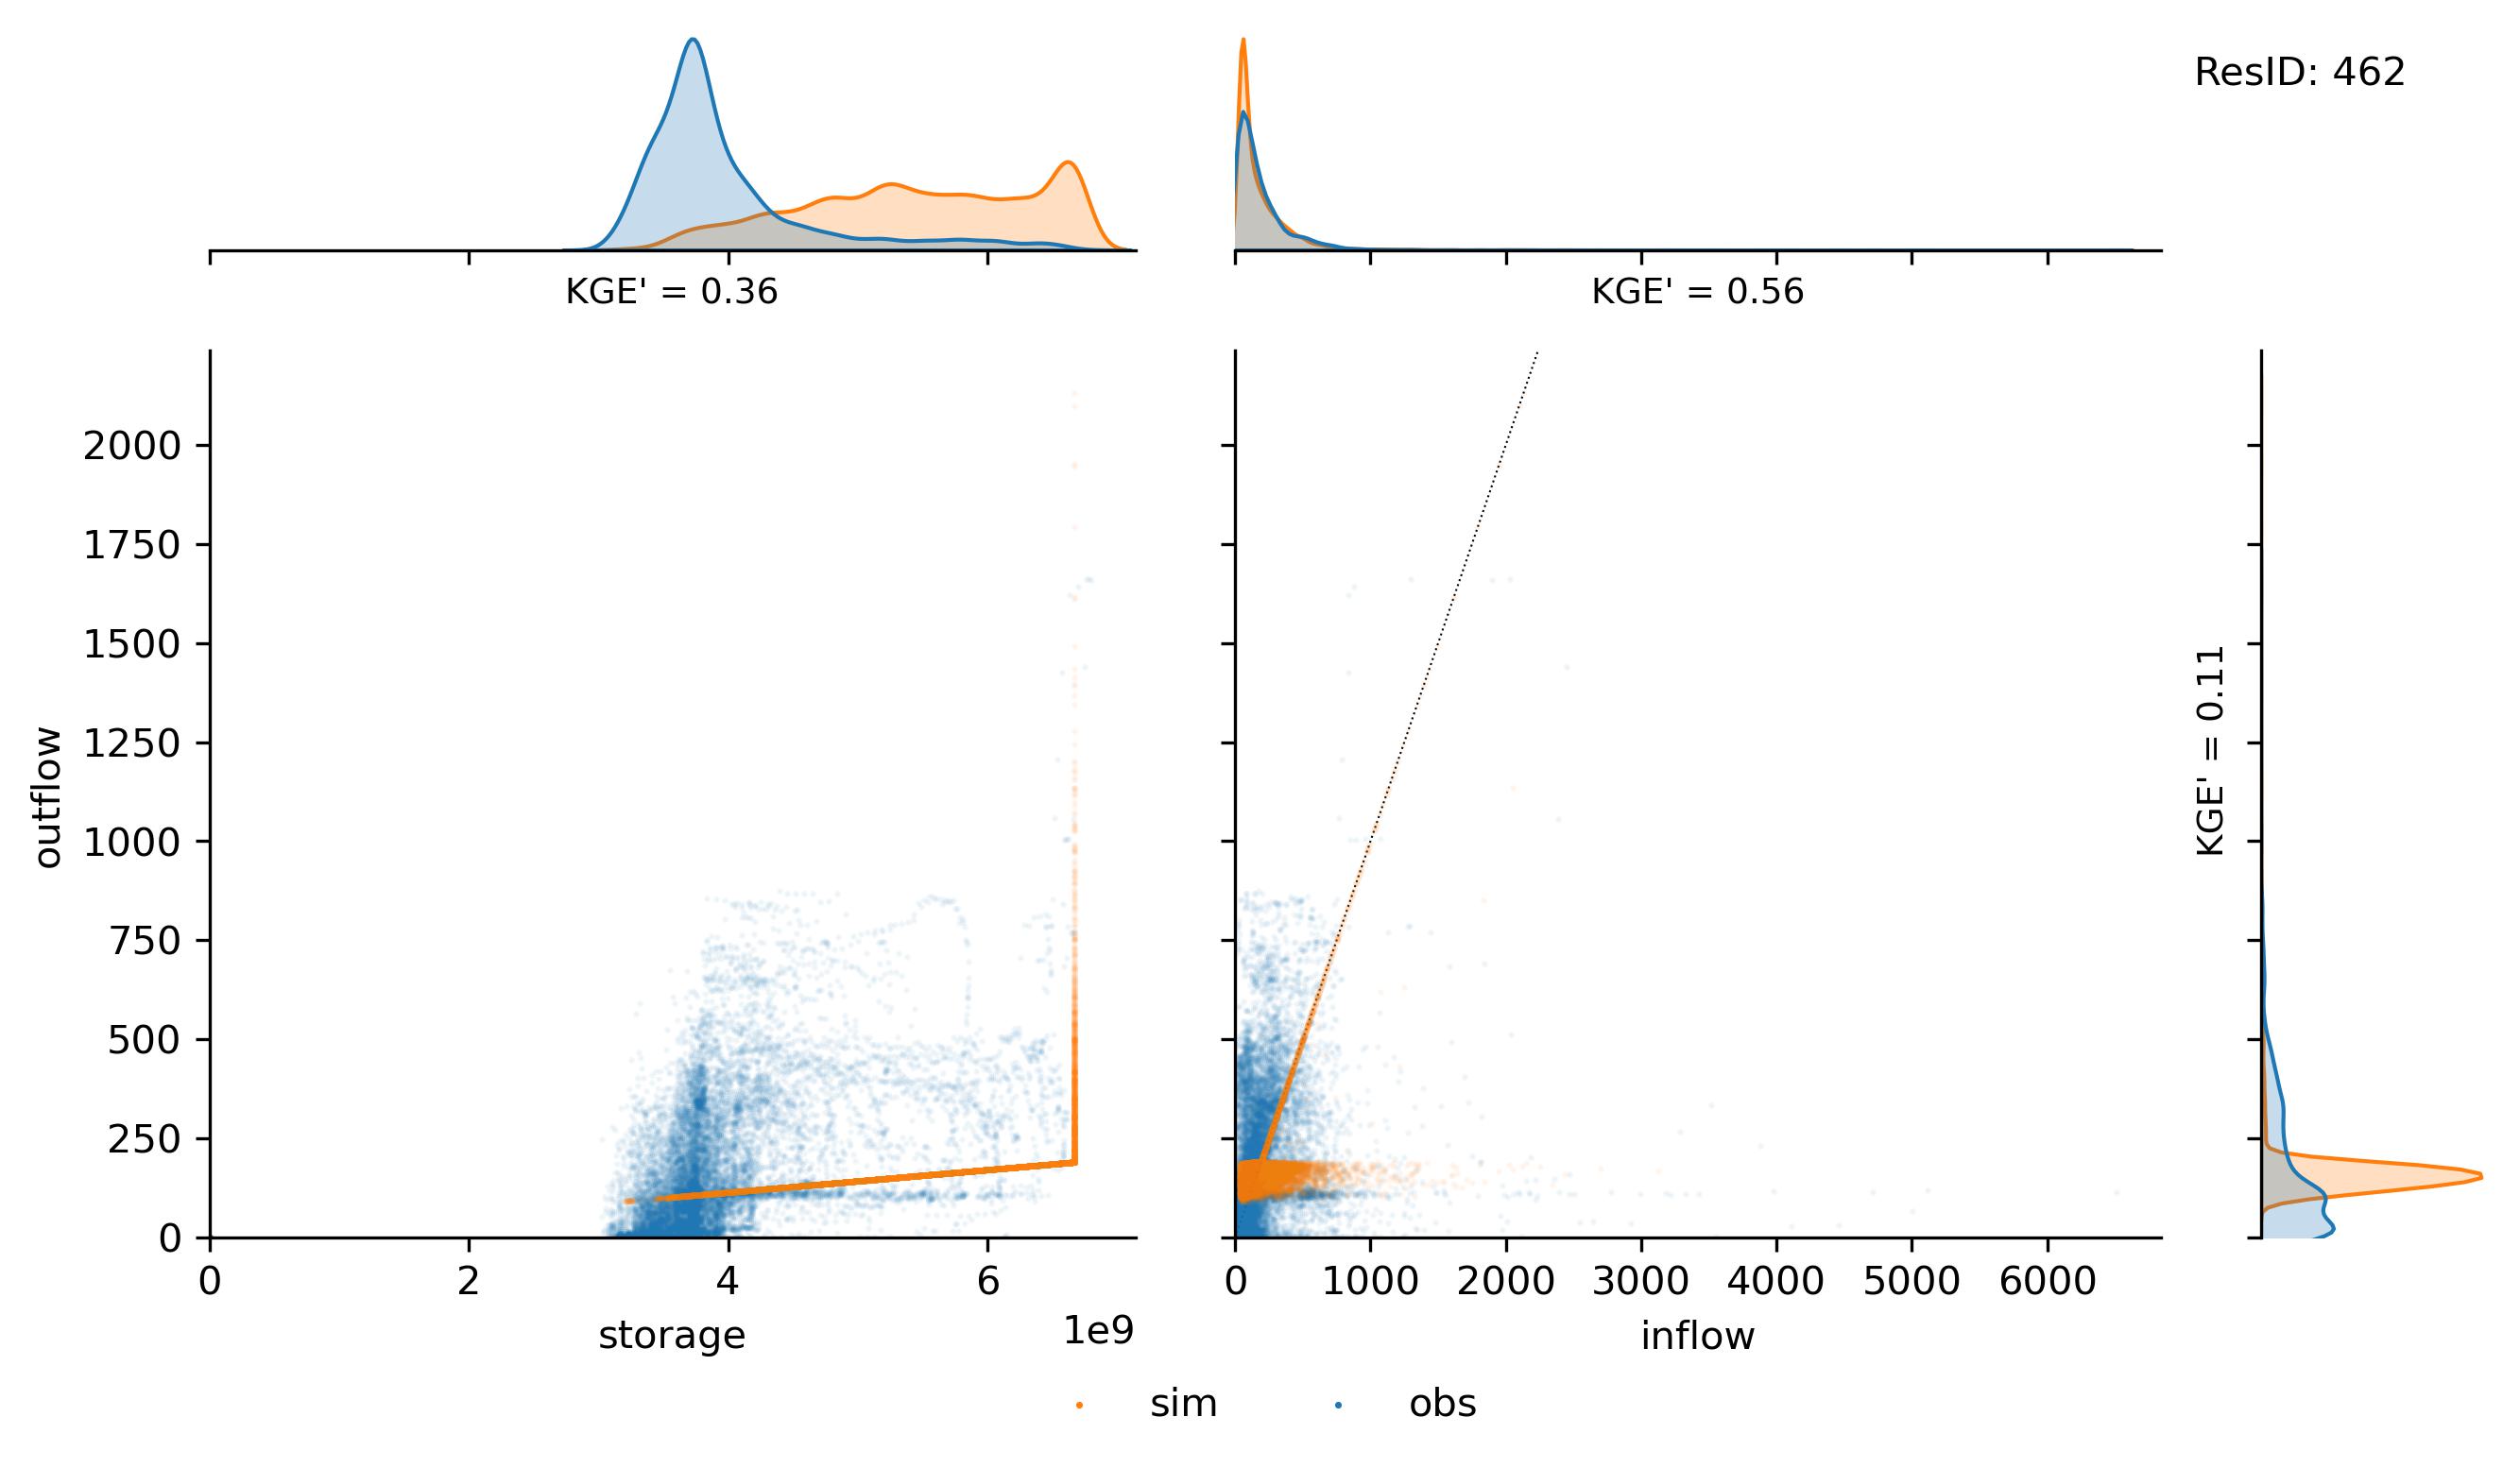 ResID: 462
KGE' = 0.36
KGE' = 0.56
outflow
2000
1750
1500
1250
1000
750
500
250
0
KGE' = 0.11
0 2 4 6
storage
1e9
0 1000 2000 3000 4000 5000 6000
inflow
sim obs